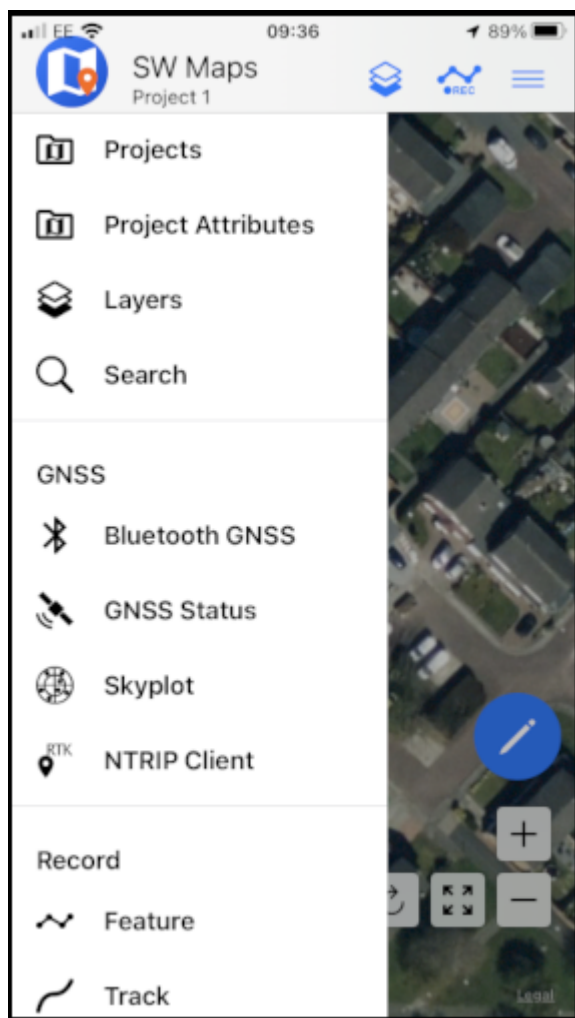 EE 09:36 89%
SW Maps
Project 1
REC
Projects
Project Attributes
Layers
Search
GNSS
Bluetooth GNSS
GNSS Status
Skyplot
RTK
NTRIP Client
Record
Feature
Track
Legal